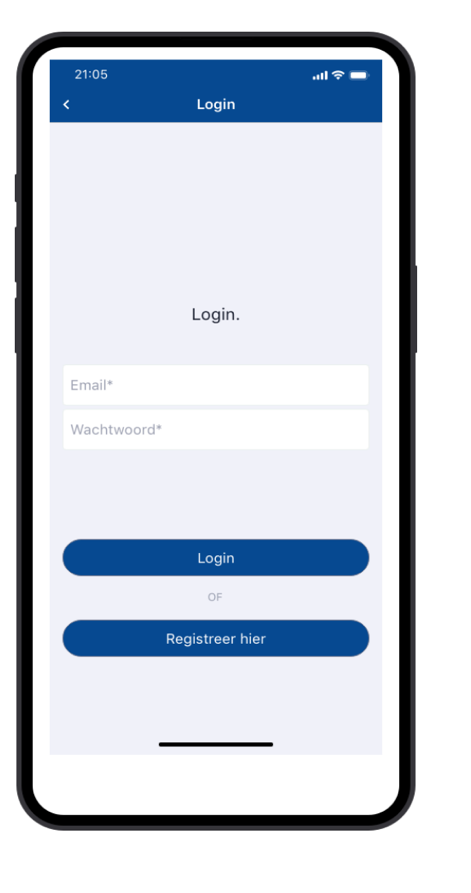 21:05
Login
Login.
Email*
Wachtwoord*
Login
OF
Registreer hier